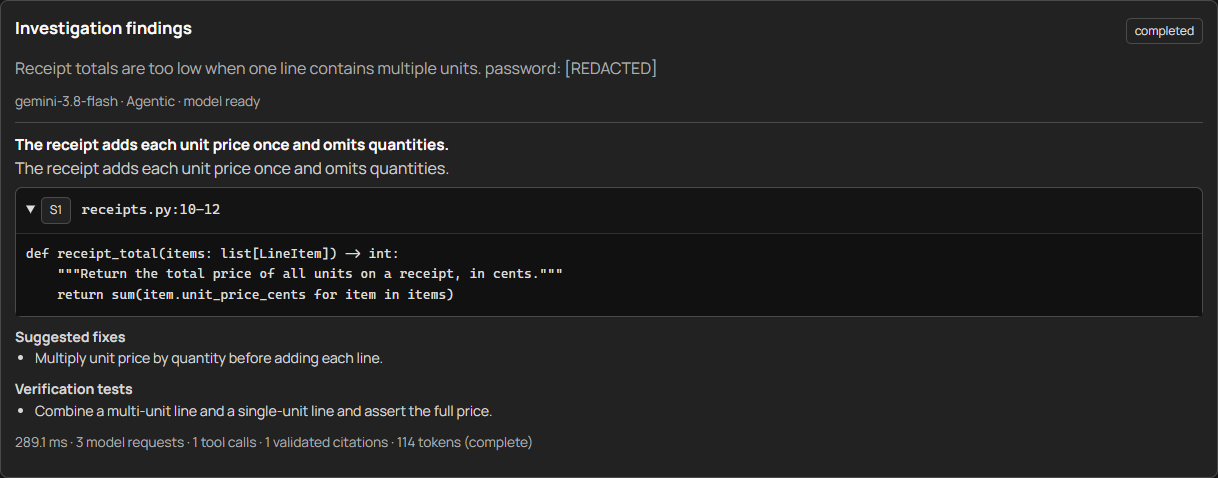 Investigation findings
completed
Receipt totals are too low when one line contains multiple units. password: [REDACTED]
gemini-3.8-flash · Agentic · model ready
The receipt adds each unit price once and omits quantities.
The receipt adds each unit price once and omits quantities.
▼ S1 receipts.py:10–12
def receipt_total(items: list[LineItem]) -> int:
    """Return the total price of all units on a receipt, in cents."""
    return sum(item.unit_price_cents for item in items)
Suggested fixes
• Multiply unit price by quantity before adding each line.
Verification tests
• Combine a multi-unit line and a single-unit line and assert the full price.
289.1 ms · 3 model requests · 1 tool calls · 1 validated citations · 114 tokens (complete)